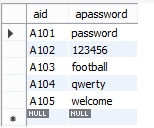 aid apassword
A101 password
A102 123456
A103 football
A104 qwerty
A105 welcome
NULL NULL